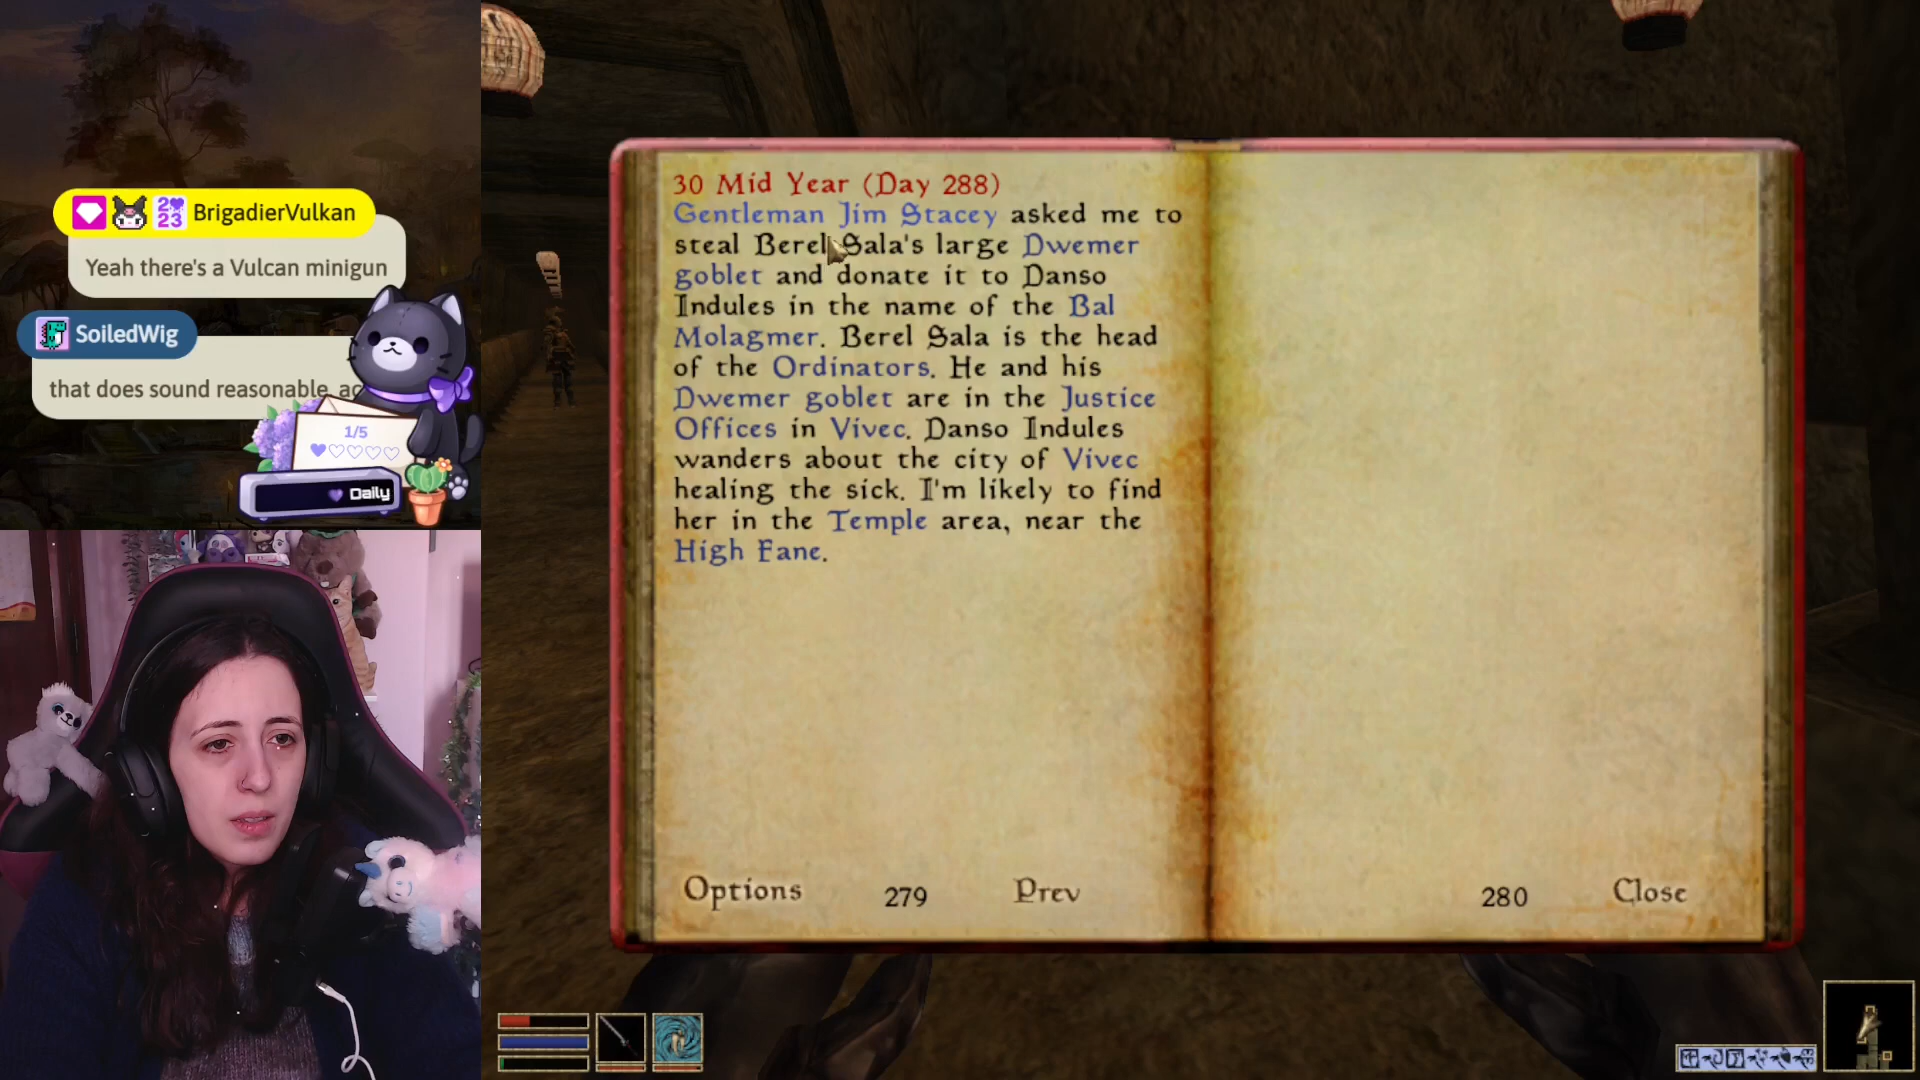 BrigadierVulkan
Yeah there's a Vulcan minigun
SoiledWig
that does sound reasonable, ac
1/5
Daily
30 Mid Year (Day 288)
Gentleman Jim Stacey asked me to
steal Berel Sala's large Dwemer
goblet and donate it to Danso
Indules in the name of the Bal
Molagmer. Berel Sala is the head
of the Ordinators. He and his
Dwemer goblet are in the Justice
Offices in Vivec. Danso Indules
wanders about the city of Vivec
healing the sick. I'm likely to find
her in the Temple area, near the
High Fane.
Options 279 Prev
280 Close